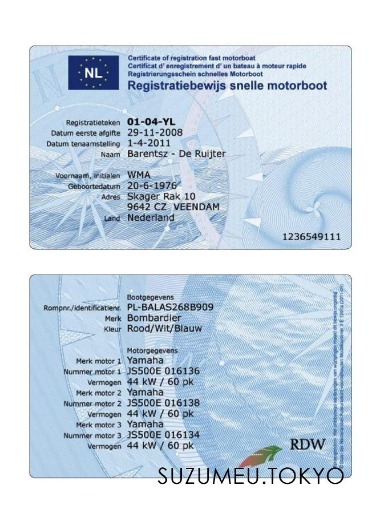 NL
Certificate of registration fast motorboat
Certificat d' enregistrement d' un bateau à moteur rapide
Registrierungsschein schnelles Motorboot
Registratiebewijs snelle motorboot
Registratieteken 01-04-YL
Datum eerste afgifte 29-11-2008
Datum tenaamstelling 1-4-2011
Naam Barentsz - De Ruijter
Voornaam, initialen WMA
Geboortedatum 20-6-1976
Adres Skager Rak 10
9642 CZ VEENDAM
Land Nederland
1236549111
Bootgegevens
Rompnr./identificatienr. PL-BALAS268B909
Merk Bombardier
Kleur Rood/Wit/Blauw
Motorgegevens
Merk motor 1 Yamaha
Nummer motor 1 JS500E 016136
Vermogen 44 kW / 60 pk
Merk motor 2 Yamaha
Nummer motor 2 JS500E 016138
Vermogen 44 kW / 60 pk
Merk motor 3 Yamaha
Nummer motor 3 JS500E 016134
Vermogen 44 kW / 60 pk
RDW
SUZUMEU.TOKYO